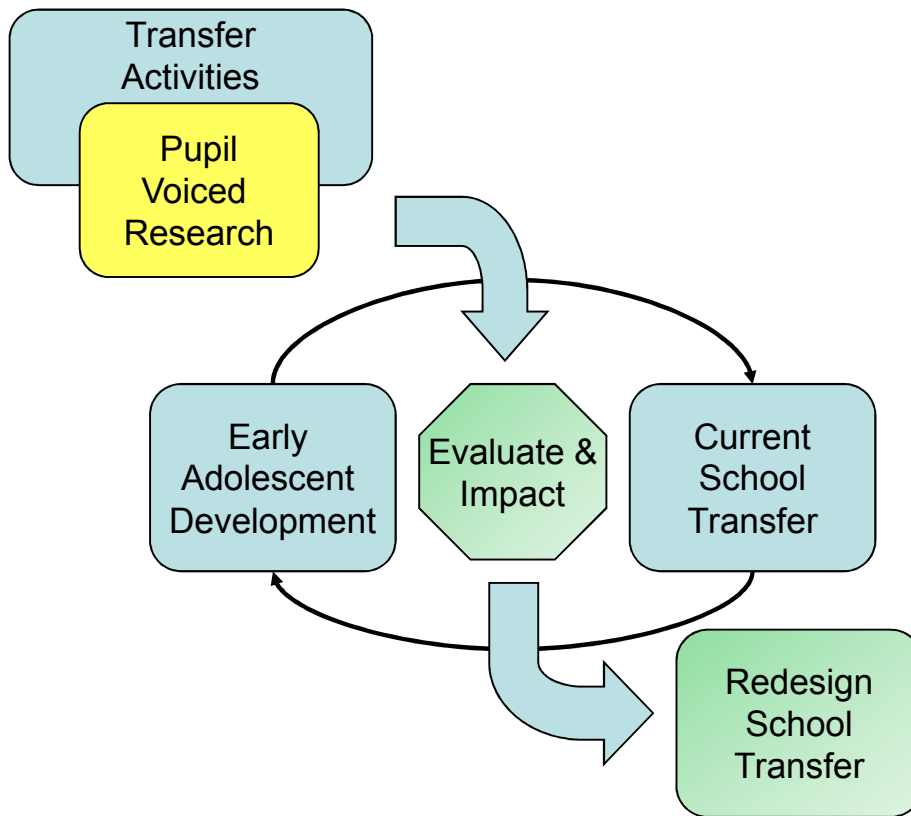 Transfer
Activities
Pupil
Voiced
Research
Early
Adolescent
Development
Evaluate &
Impact
Current
School
Transfer
Redesign
School
Transfer